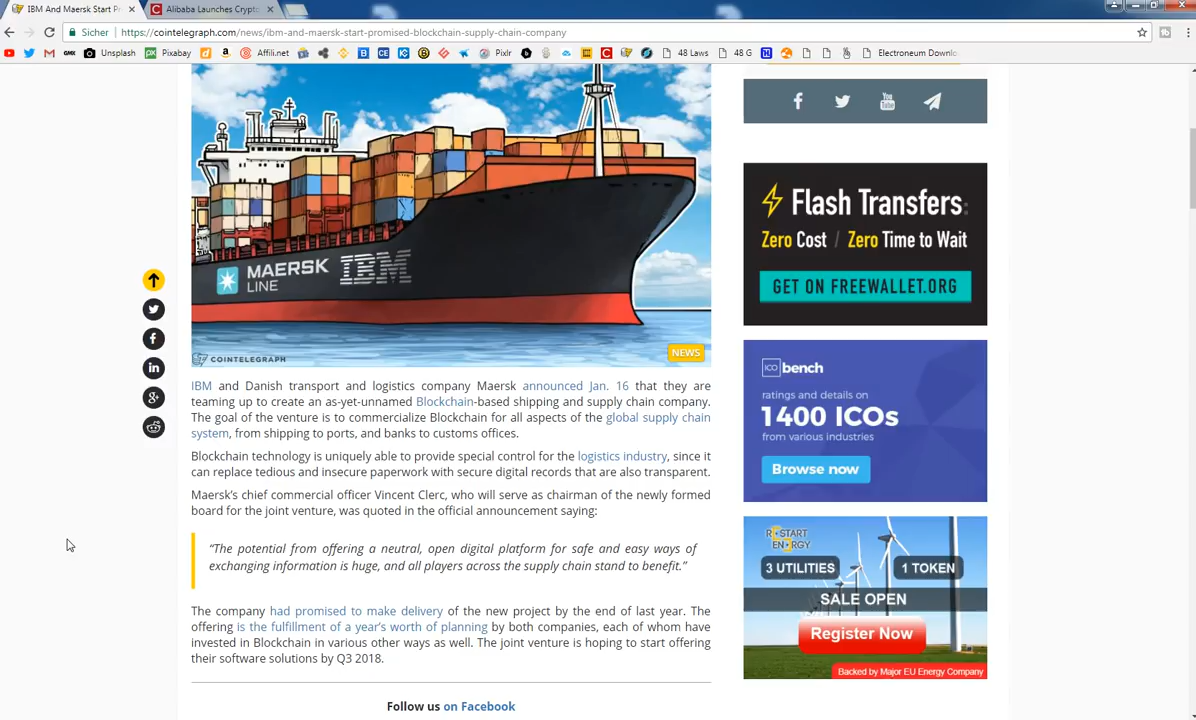 IBM And Maersk Start Pr
Alibaba Launches Crypto
Sicher
https://cointelegraph.com/news/ibm-and-maersk-start-promised-blockchain-supply-chain-company
GMX
Unsplash
Pixabay
Affili.net
Pixlr
48 Laws
48 G
Electroneum Downlo
MAERSK
LINE
IBM
COINTELEGRAPH
NEWS
IBM and Danish transport and logistics company Maersk announced Jan. 16 that they are
teaming up to create an as-yet-unnamed Blockchain-based shipping and supply chain company.
The goal of the venture is to commercialize Blockchain for all aspects of the global supply chain
system, from shipping to ports, and banks to customs offices.
Blockchain technology is uniquely able to provide special control for the logistics industry, since it
can replace tedious and insecure paperwork with secure digital records that are also transparent.
Maersk's chief commercial officer Vincent Clerc, who will serve as chairman of the newly formed
board for the joint venture, was quoted in the official announcement saying:
“The potential from offering a neutral, open digital platform for safe and easy ways of
exchanging information is huge, and all players across the supply chain stand to benefit.”
The company had promised to make delivery of the new project by the end of last year. The
offering is the fulfillment of a year's worth of planning by both companies, each of whom have
invested in Blockchain in various other ways as well. The joint venture is hoping to start offering
their software solutions by Q3 2018.
Follow us on Facebook
You
Tube
Flash Transfers:
Zero Cost / Zero Time to Wait
GET ON FREEWALLET.ORG
ICO bench
ratings and details on
1400 ICOs
from various industries
Browse now
RESTART
ENERGY
3 UTILITIES
1 TOKEN
SALE OPEN
Register Now
Backed by Major EU Energy Company